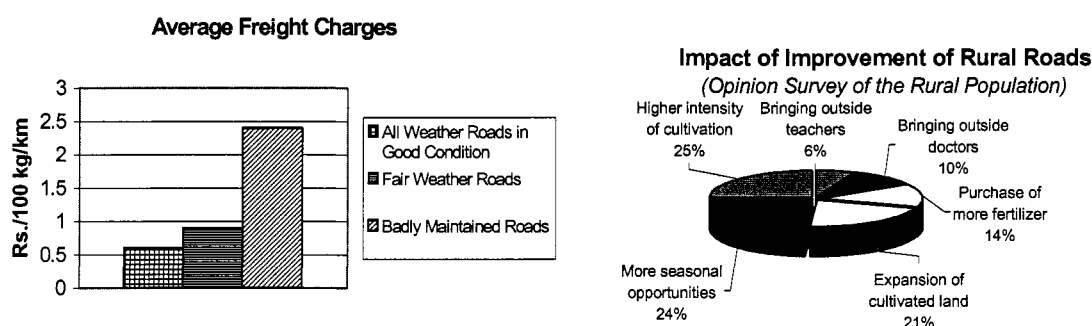 Average Freight Charges
Rs./100 kg/km
3
2.5
2
1.5
1
0.5
0
All Weather Roads in
Good Condition
Fair Weather Roads
Badly Maintained Roads
Impact of Improvement of Rural Roads
(Opinion Survey of the Rural Population)
Higher intensity
of cultivation
25%
Bringing outside
teachers
6%
Bringing outside
doctors
10%
Purchase of
more fertilizer
14%
Expansion of
cultivated land
21%
More seasonal
opportunities
24%